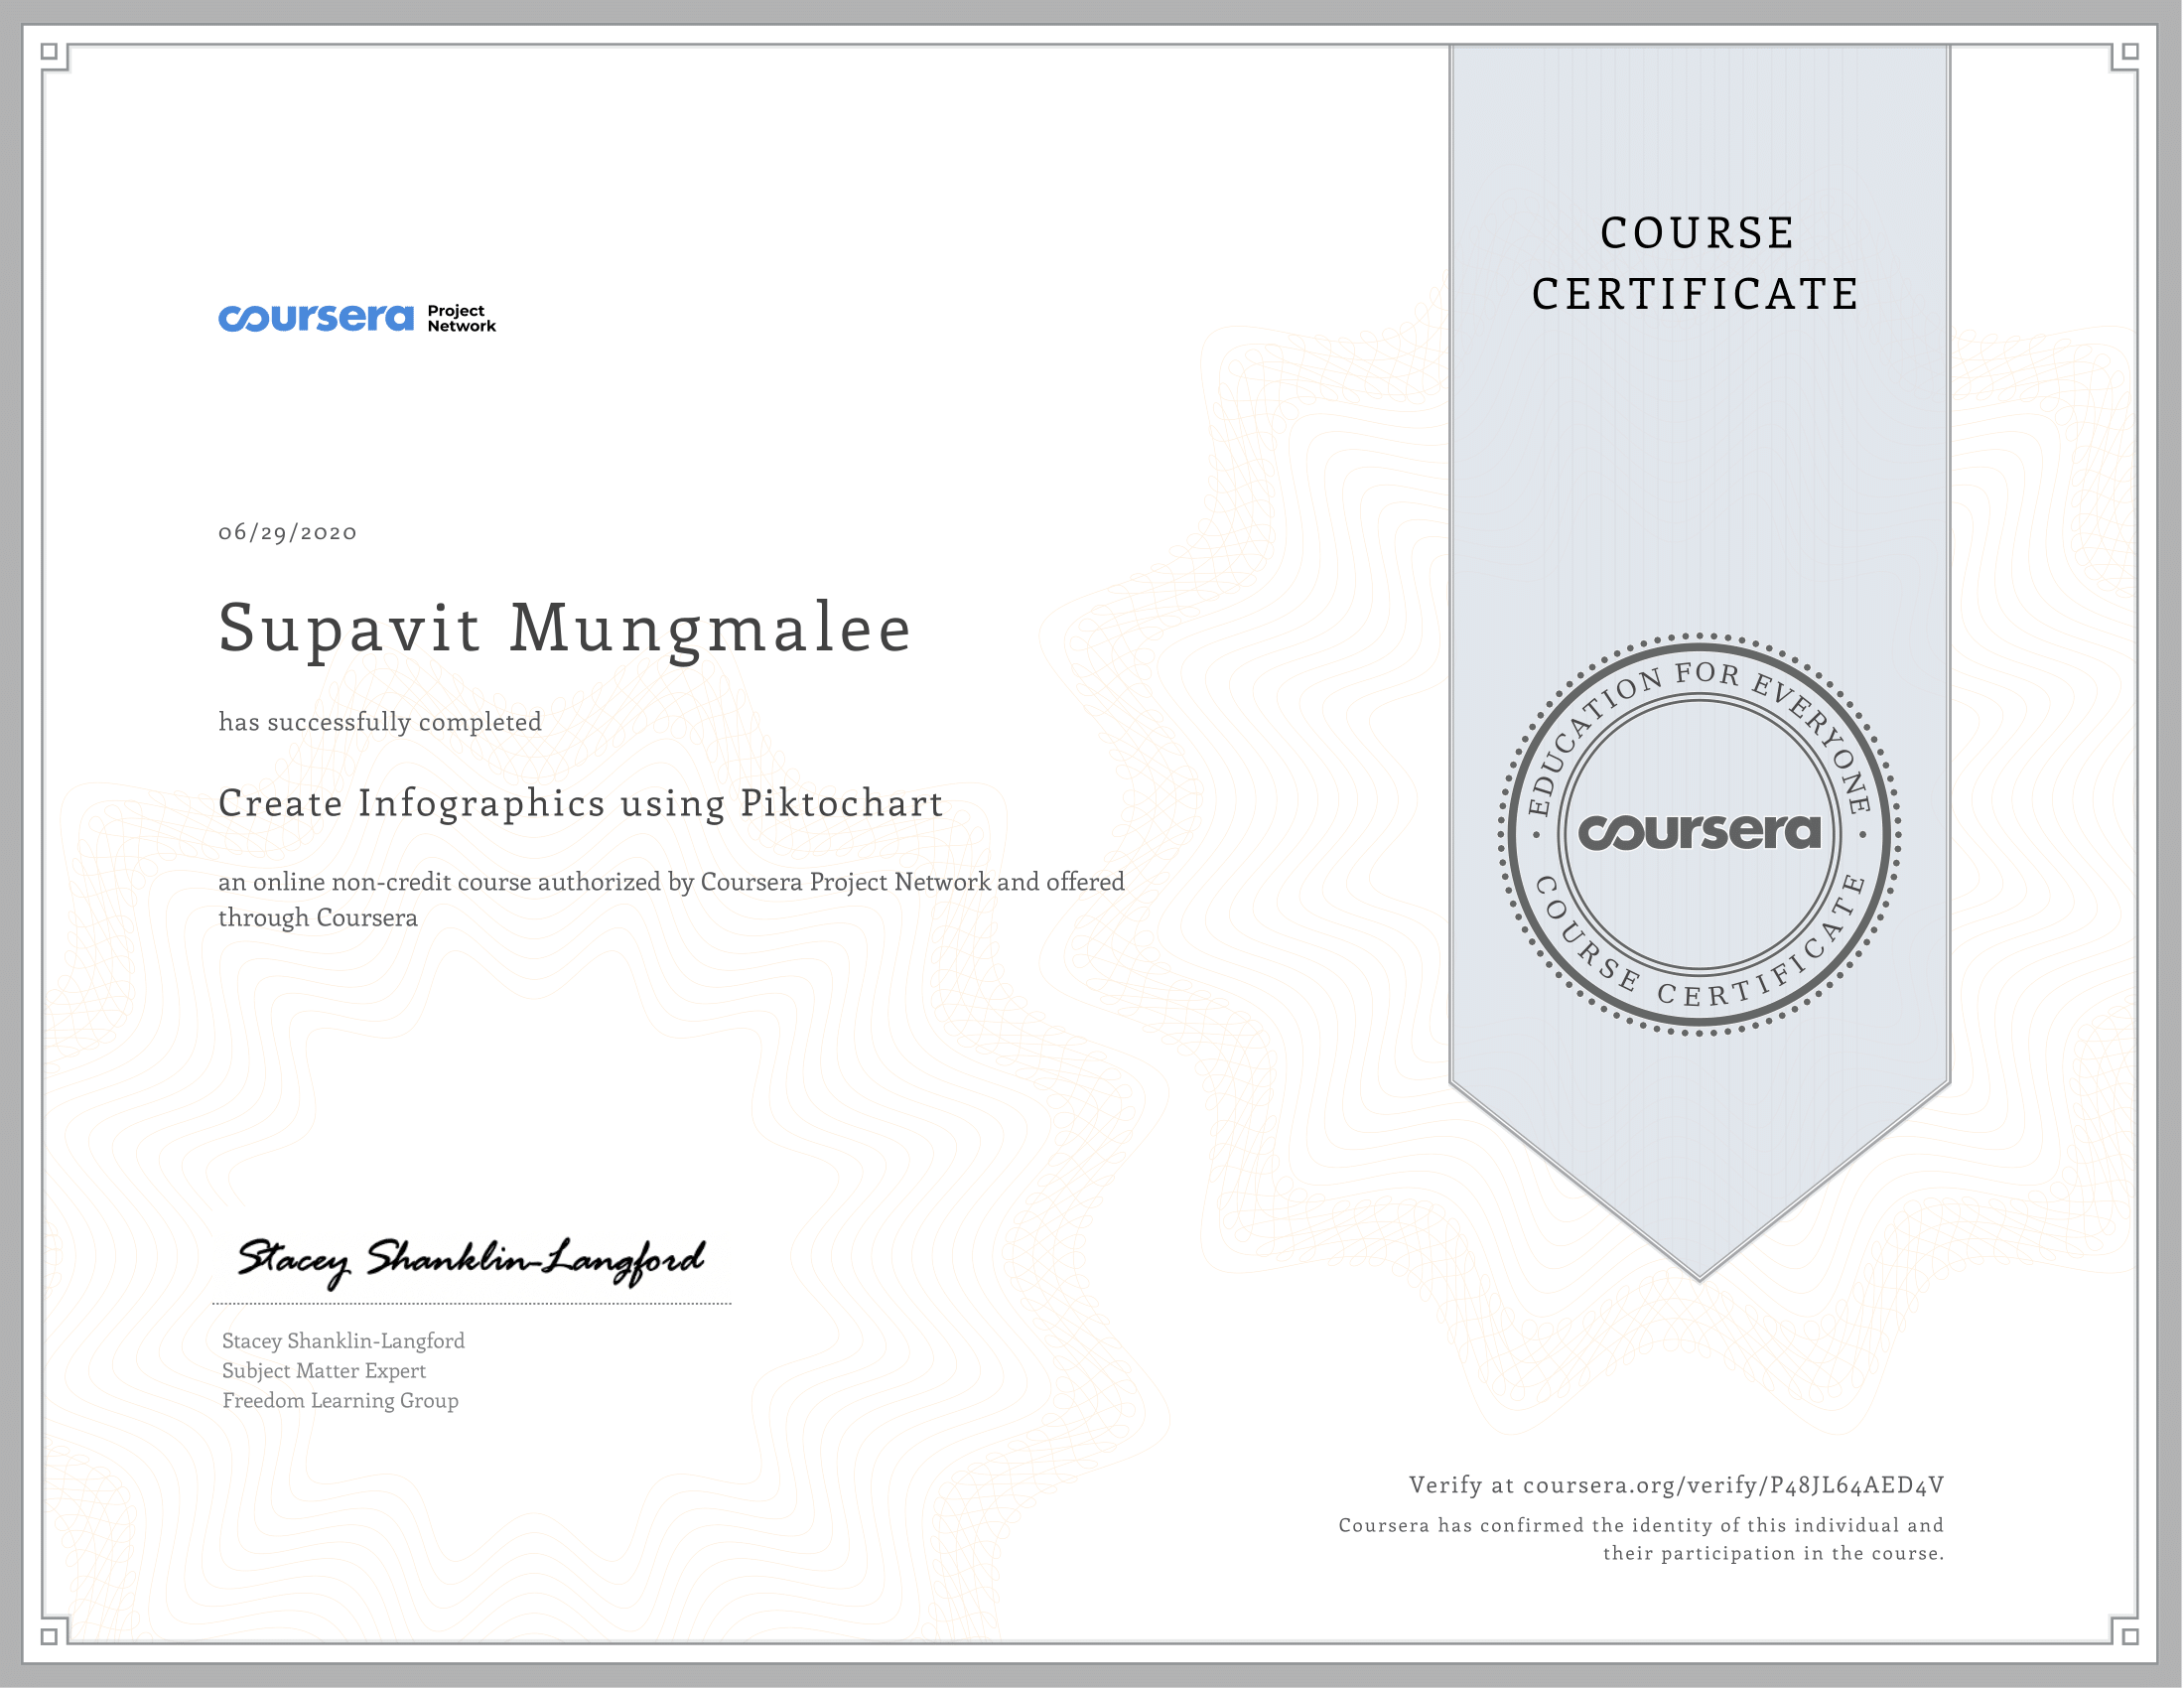 COURSE
CERTIFICATE
coursera Project
Network
06/29/2020
Supavit Mungmalee
has successfully completed
Create Infographics using Piktochart
an online non-credit course authorized by Coursera Project Network and offered
through Coursera
EDUCATION FOR EVERYONE
coursera
COURSE CERTIFICATE
Stacey Shanklin-Langford
Stacey Shanklin-Langford
Subject Matter Expert
Freedom Learning Group
Verify at coursera.org/verify/P48JL64AED4V
Coursera has confirmed the identity of this individual and
their participation in the course.